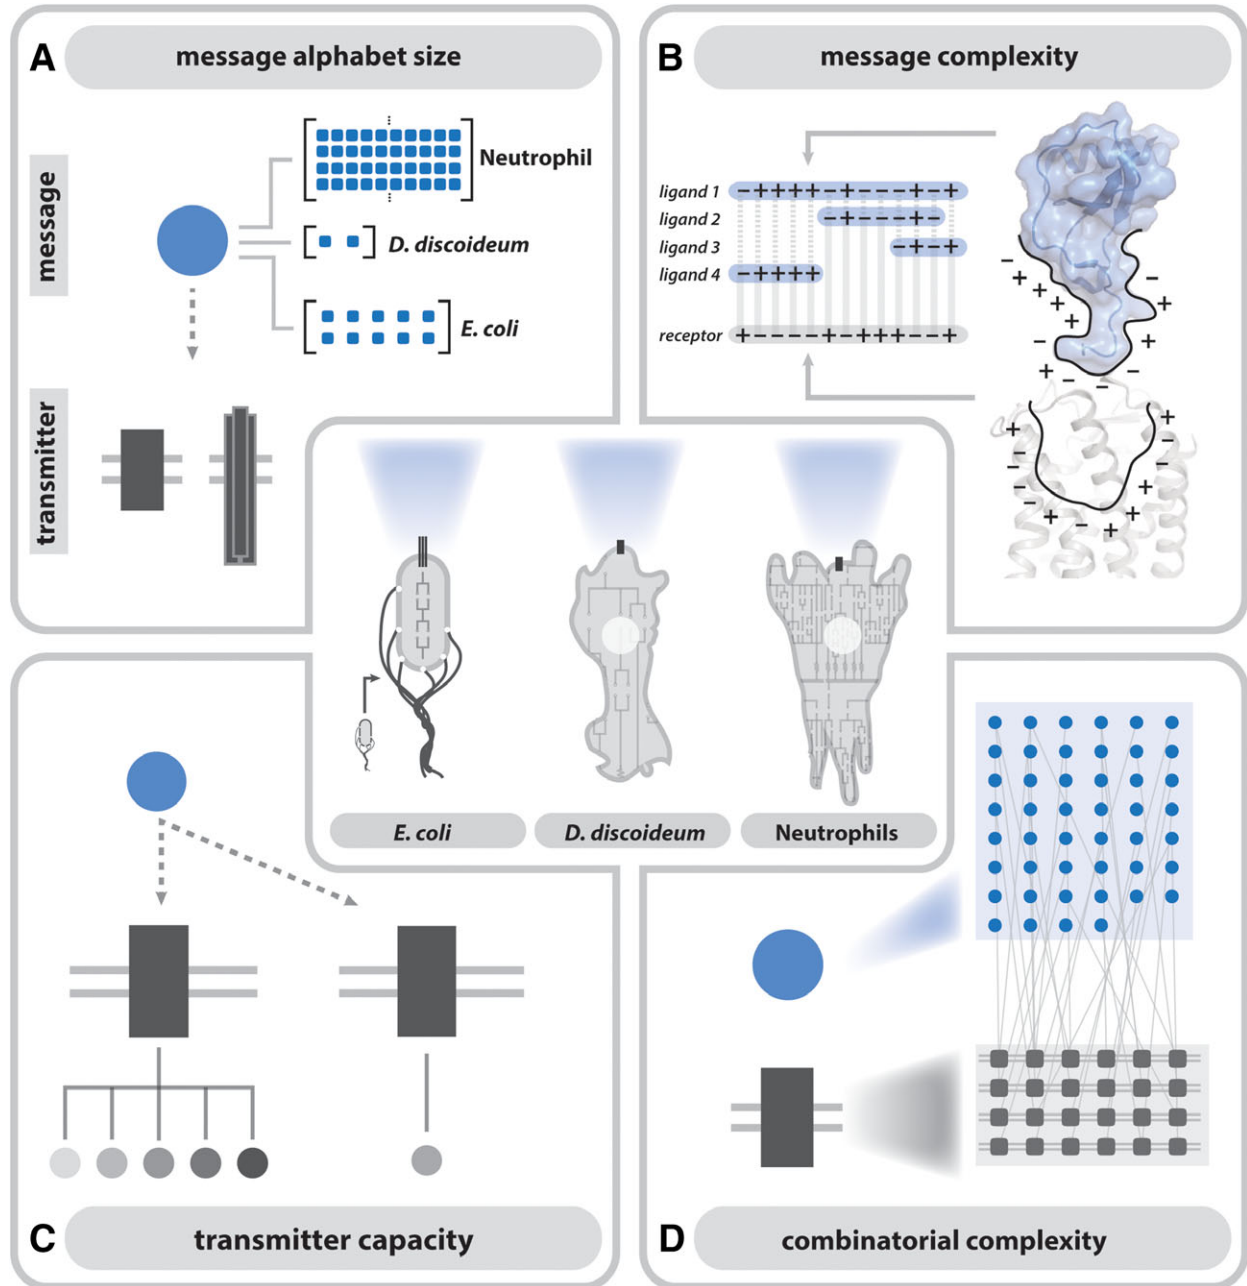 A
message alphabet size
message
Neutrophil
D. discoideum
E. coli
transmitter
B
message complexity
ligand 1 −++++−+−−−+−+
ligand 2 −+−−−+−
ligand 3 −+−+
ligand 4 −++++
receptor +−−−−+−+++−−+
E. coli
D. discoideum
Neutrophils
C
transmitter capacity
D
combinatorial complexity